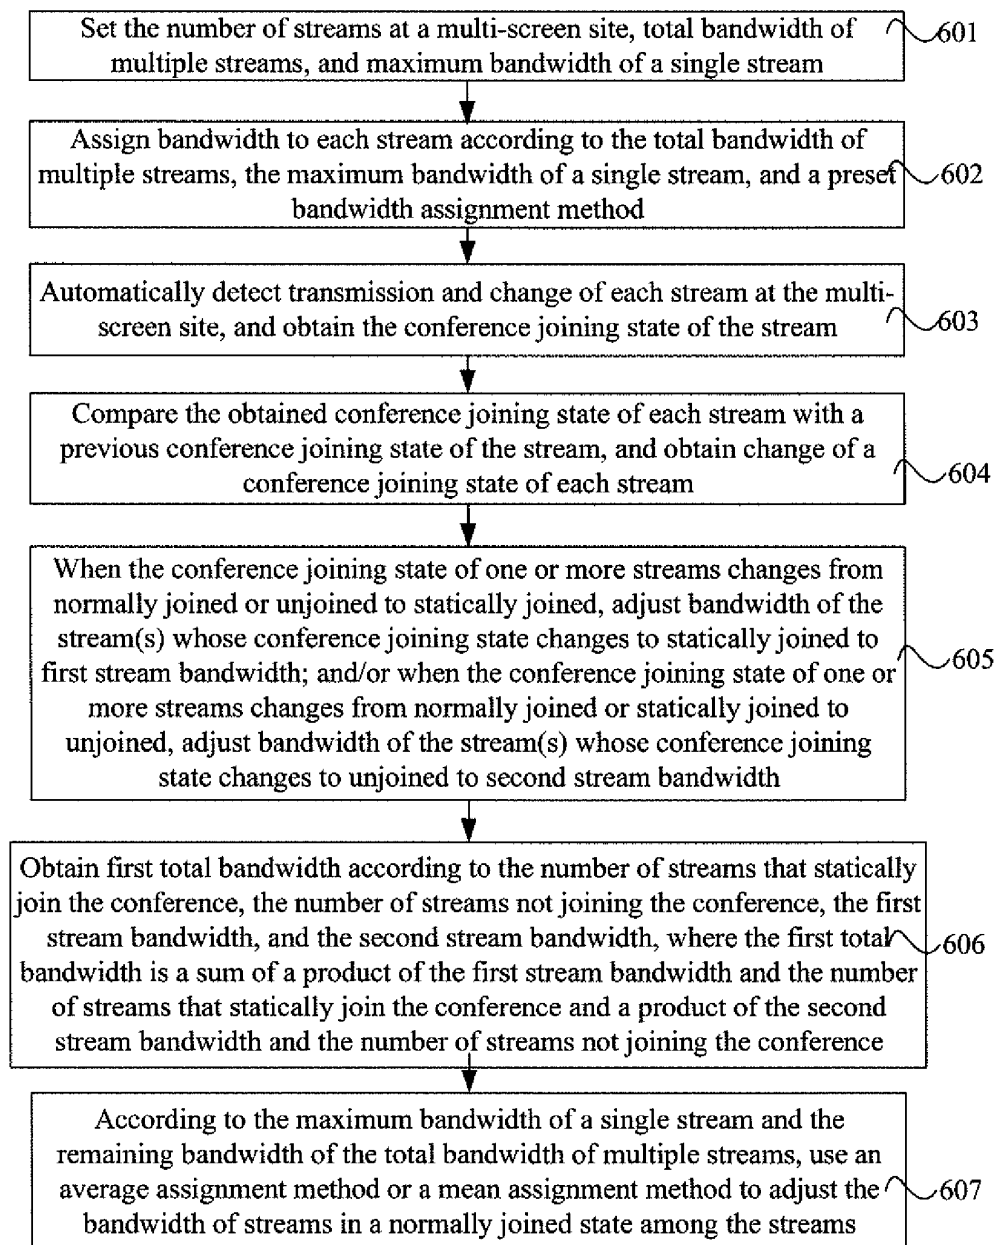 Set the number of streams at a multi-screen site, total bandwidth of
multiple streams, and maximum bandwidth of a single stream
601
Assign bandwidth to each stream according to the total bandwidth of
multiple streams, the maximum bandwidth of a single stream, and a preset
bandwidth assignment method
602
Automatically detect transmission and change of each stream at the multi-
screen site, and obtain the conference joining state of the stream
603
Compare the obtained conference joining state of each stream with a
previous conference joining state of the stream, and obtain change of a
conference joining state of each stream
604
When the conference joining state of one or more streams changes from
normally joined or unjoined to statically joined, adjust bandwidth of the
stream(s) whose conference joining state changes to statically joined to
first stream bandwidth; and/or when the conference joining state of one or
more streams changes from normally joined or statically joined to
unjoined, adjust bandwidth of the stream(s) whose conference joining
state changes to unjoined to second stream bandwidth
605
Obtain first total bandwidth according to the number of streams that statically
join the conference, the number of streams not joining the conference, the first
stream bandwidth, and the second stream bandwidth, where the first total
bandwidth is a sum of a product of the first stream bandwidth and the number
of streams that statically join the conference and a product of the second
stream bandwidth and the number of streams not joining the conference
606
According to the maximum bandwidth of a single stream and the
remaining bandwidth of the total bandwidth of multiple streams, use an
average assignment method or a mean assignment method to adjust the
bandwidth of streams in a normally joined state among the streams
607